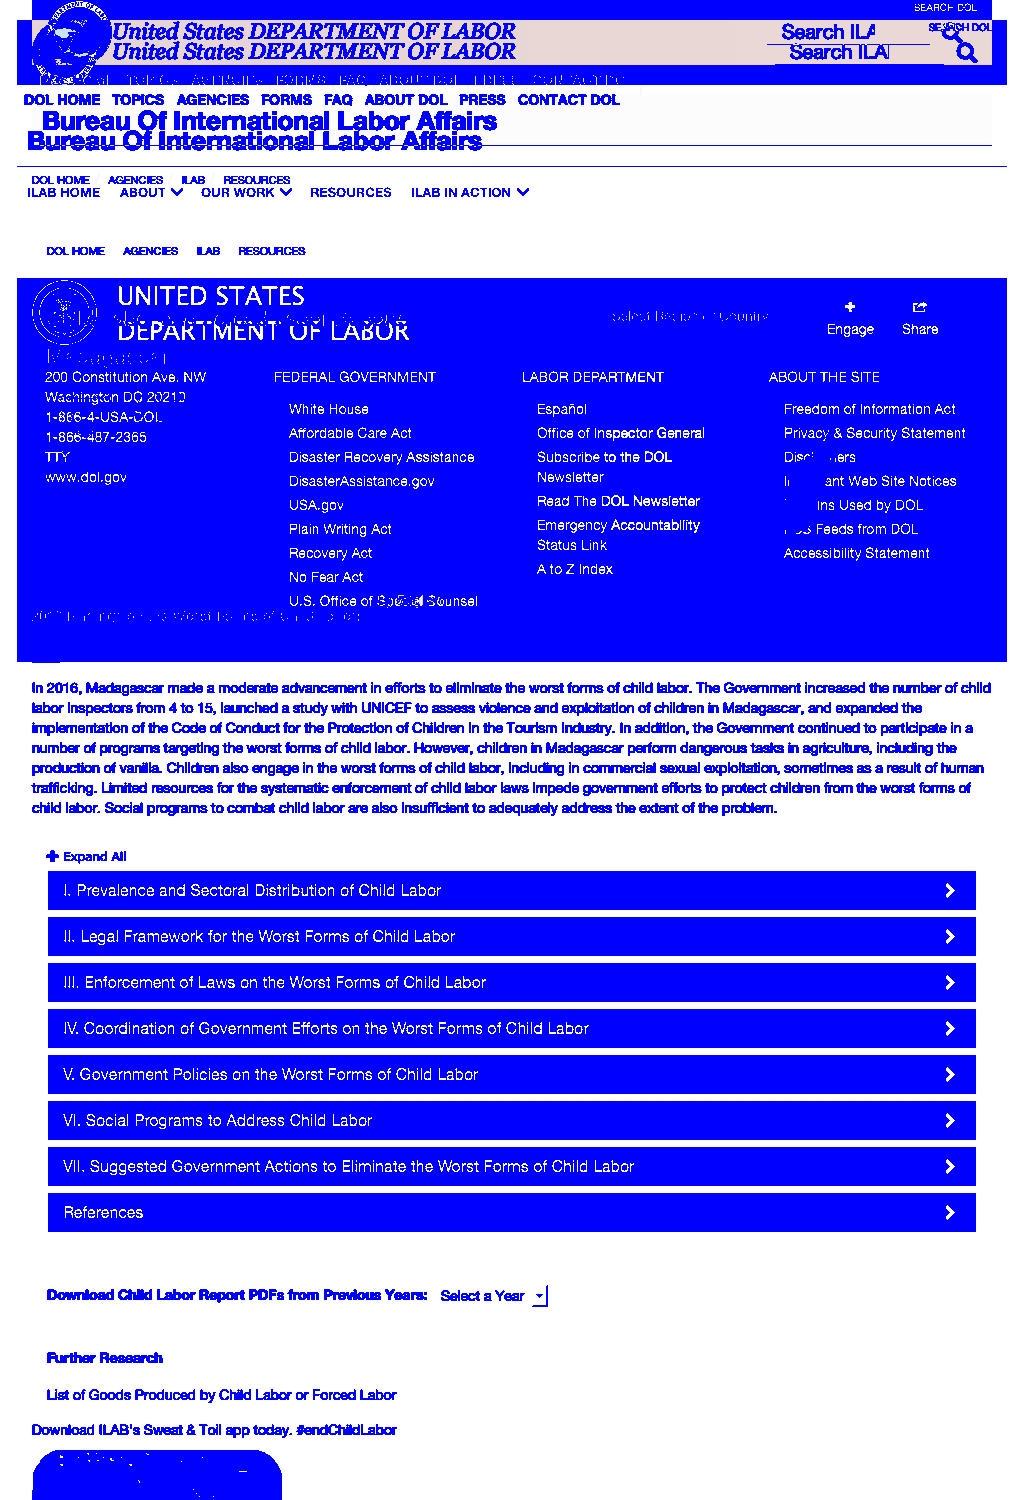 SEARCH DOL
United States DEPARTMENT OF LABOR
Search ILA
SEARCH DOL
United States DEPARTMENT OF LABOR
Search ILA
DOL HOME TOPICS AGENCIES FORMS FAQ ABOUT DOL PRESS CONTACT DOL
Bureau Of International Labor Affairs
Bureau Of International Labor Affairs
DOL HOME AGENCIES ILAB RESOURCES
ILAB HOME ABOUT OUR WORK RESOURCES ILAB IN ACTION
DOL HOME AGENCIES ILAB RESOURCES
UNITED STATES
DEPARTMENT OF LABOR
Select Region / Country
Engage Share
Madagascar
200 Constitution Ave. NW
Washington DC 20210
1-866-4-USA-DOL
1-866-487-2365
TTY
www.dol.gov
FEDERAL GOVERNMENT
White House
Affordable Care Act
Disaster Recovery Assistance
DisasterAssistance.gov
USA.gov
Plain Writing Act
Recovery Act
No Fear Act
U.S. Office of Special Counsel
LABOR DEPARTMENT
Español
Office of Inspector General
Subscribe to the DOL
Newsletter
Read The DOL Newsletter
Emergency Accountability
Status Link
A to Z Index
ABOUT THE SITE
Freedom of Information Act
Privacy & Security Statement
Web Site Notices
Used by DOL
Feeds from DOL
Accessibility Statement
In 2016, Madagascar made a moderate advancement in efforts to eliminate the worst forms of child labor. The Government increased the number of child
labor inspectors from 4 to 15, launched a study with UNICEF to assess violence and exploitation of children in Madagascar, and expanded the
implementation of the Code of Conduct for the Protection of Children in the Tourism Industry. In addition, the Government continued to participate in a
number of programs targeting the worst forms of child labor. However, children in Madagascar perform dangerous tasks in agriculture, including the
production of vanilla. Children also engage in the worst forms of child labor, including in commercial sexual exploitation, sometimes as a result of human
trafficking. Limited resources for the systematic enforcement of child labor laws impede government efforts to protect children from the worst forms of
child labor. Social programs to combat child labor are also insufficient to adequately address the extent of the problem.
Expand All
I. Prevalence and Sectoral Distribution of Child Labor
II. Legal Framework for the Worst Forms of Child Labor
III. Enforcement of Laws on the Worst Forms of Child Labor
IV. Coordination of Government Efforts on the Worst Forms of Child Labor
V. Government Policies on the Worst Forms of Child Labor
VI. Social Programs to Address Child Labor
VII. Suggested Government Actions to Eliminate the Worst Forms of Child Labor
References
Download Child Labor Report PDFs from Previous Years: Select a Year
Further Research
List of Goods Produced by Child Labor or Forced Labor
Download ILAB's Sweat & Toil app today. #endChildLabor